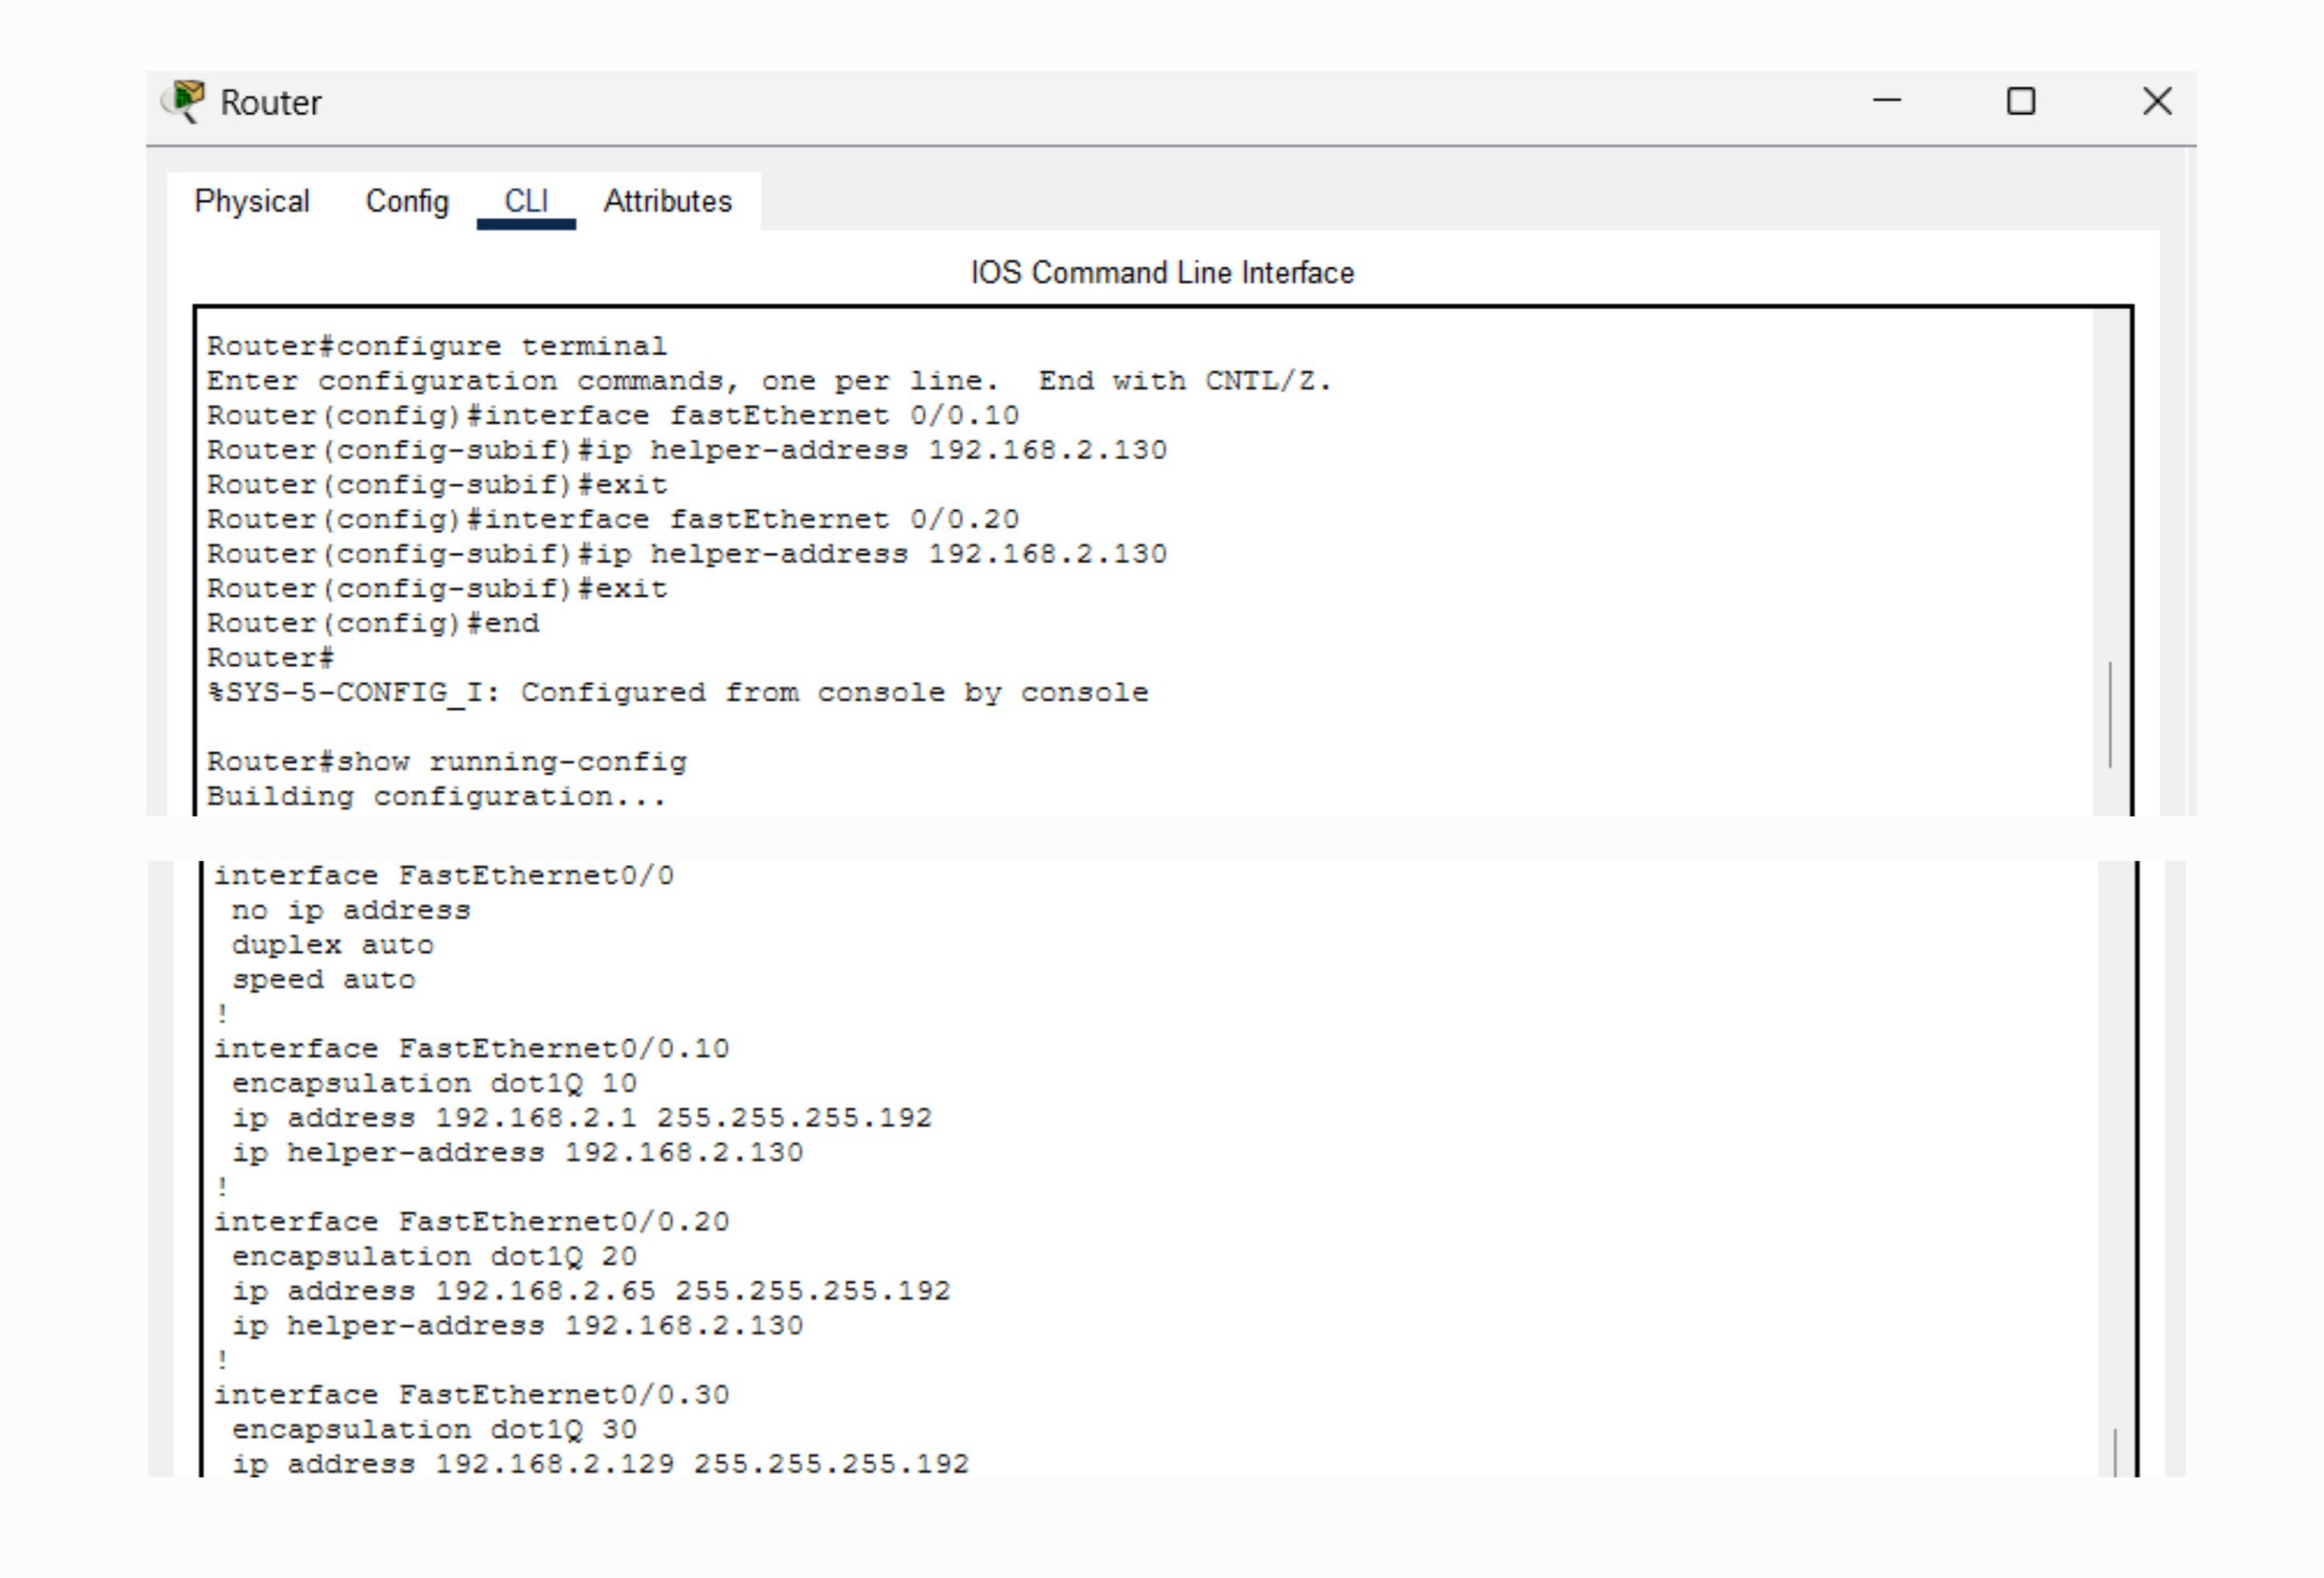 Router
Physical Config CLI Attributes
IOS Command Line Interface
Router#configure terminal
Enter configuration commands, one per line.  End with CNTL/Z.
Router(config)#interface fastEthernet 0/0.10
Router(config-subif)#ip helper-address 192.168.2.130
Router(config-subif)#exit
Router(config)#interface fastEthernet 0/0.20
Router(config-subif)#ip helper-address 192.168.2.130
Router(config-subif)#exit
Router(config)#end
Router#
%SYS-5-CONFIG_I: Configured from console by console
Router#show running-config
Building configuration...
interface FastEthernet0/0
 no ip address
 duplex auto
 speed auto
!
interface FastEthernet0/0.10
 encapsulation dot1Q 10
 ip address 192.168.2.1 255.255.255.192
 ip helper-address 192.168.2.130
!
interface FastEthernet0/0.20
 encapsulation dot1Q 20
 ip address 192.168.2.65 255.255.255.192
 ip helper-address 192.168.2.130
!
interface FastEthernet0/0.30
 encapsulation dot1Q 30
 ip address 192.168.2.129 255.255.255.192